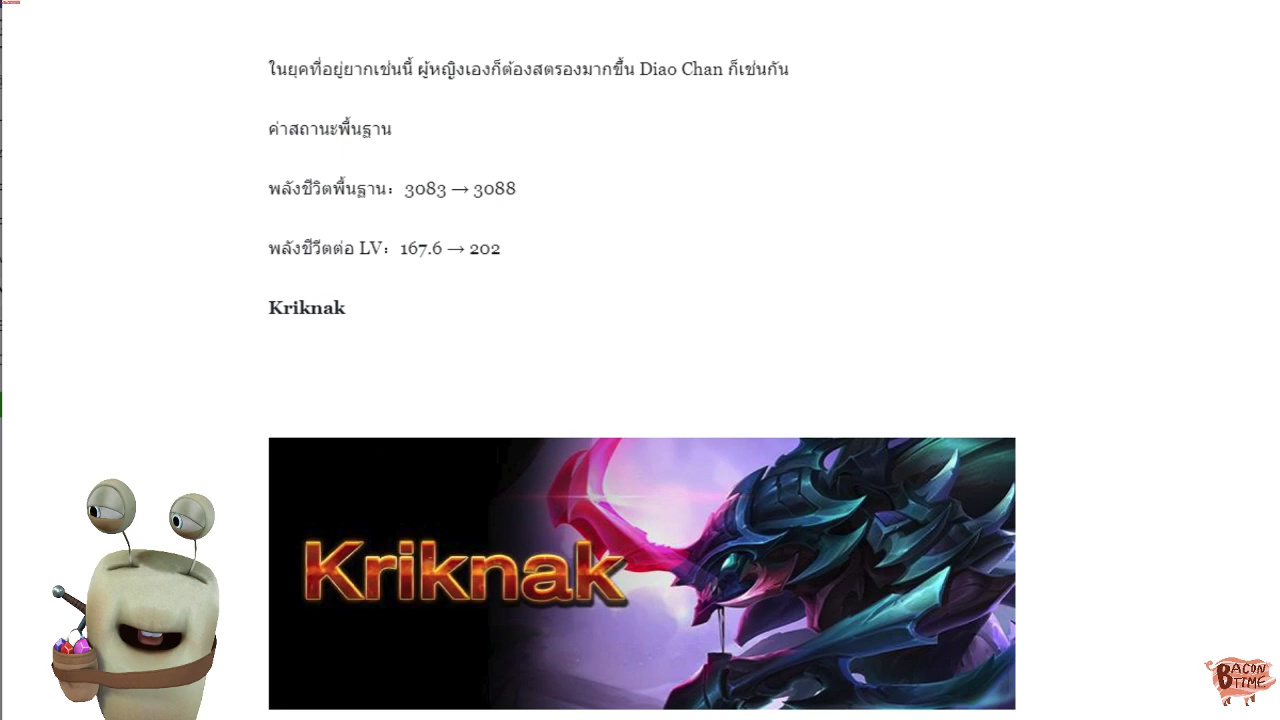 ในยุคที่อยู่ยากเช่นนี้ ผู้หญิงเองก็ต้องสตรองมากขึ้น Diao Chan ก็เช่นกัน
ค่าสถานะพื้นฐาน
พลังชีวิตพื้นฐาน： 3083 → 3088
พลังชีวีตต่อ LV： 167.6 → 202
Kriknak
Kriknak
BACON
TIME